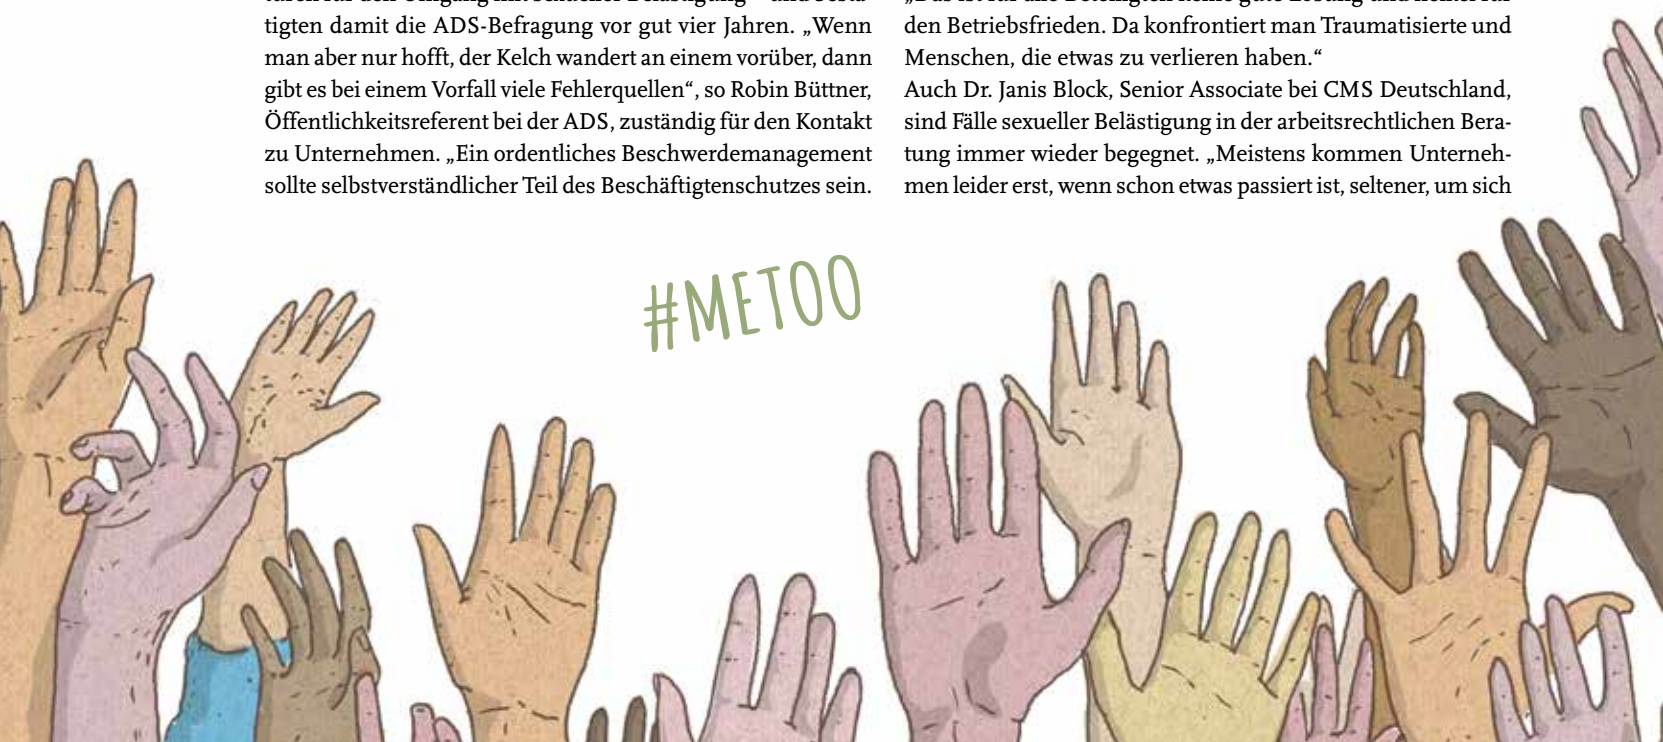 tigten damit die ADS-Befragung vor gut vier Jahren. „Wenn
man aber nur hofft, der Kelch wandert an einem vorüber, dann
gibt es bei einem Vorfall viele Fehlerquellen“, so Robin Büttner,
Öffentlichkeitsreferent bei der ADS, zuständig für den Kontakt
zu Unternehmen. „Ein ordentliches Beschwerdemanagement
sollte selbstverständlicher Teil des Beschäftigtenschutzes sein.
den Betriebsfrieden. Da konfrontiert man Traumatisierte und
Menschen, die etwas zu verlieren haben.“
Auch Dr. Janis Block, Senior Associate bei CMS Deutschland,
sind Fälle sexueller Belästigung in der arbeitsrechtlichen Bera-
tung immer wieder begegnet. „Meistens kommen Unterneh-
men leider erst, wenn schon etwas passiert ist, seltener, um sich
#METOO